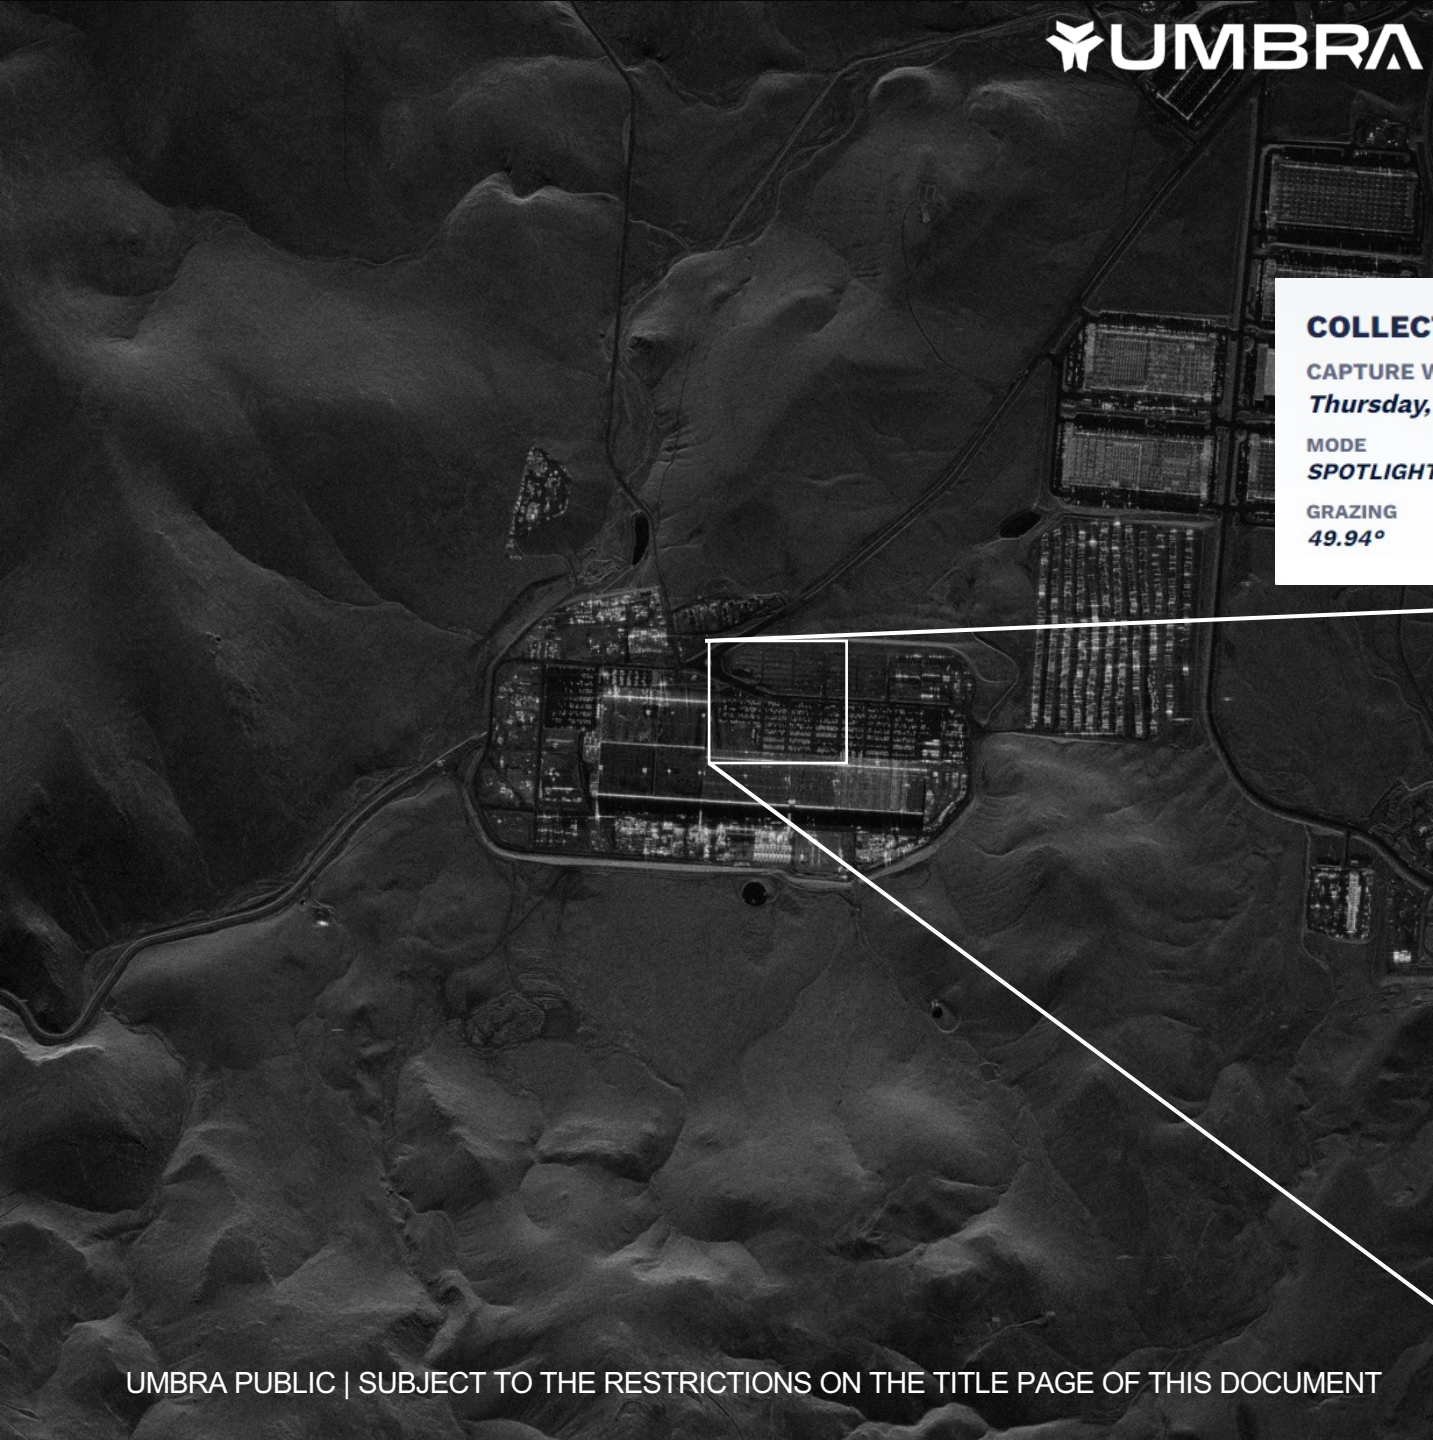 UMBRA
COLLEC
CAPTURE W
Thursday,
MODE
SPOTLIGHT
GRAZING
49.94°
UMBRA PUBLIC | SUBJECT TO THE RESTRICTIONS ON THE TITLE PAGE OF THIS DOCUMENT